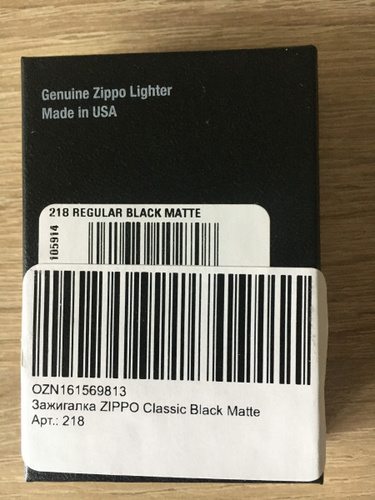 Genuine Zippo Lighter
Made in USA
218 REGULAR BLACK MATTE
105914
OZN161569813
Зажигалка ZIPPO Classic Black Matte
Арт.: 218